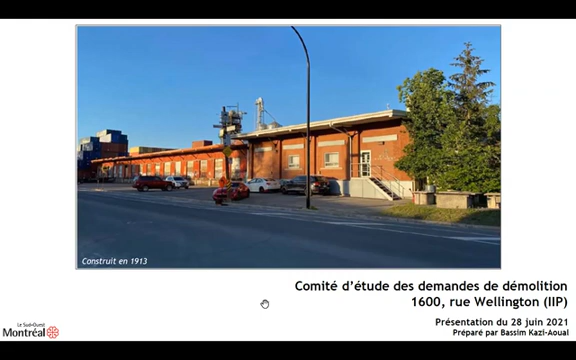 Construit en 1913
Comité d'étude des demandes de démolition
1600, rue Wellington (IIP)
Présentation du 28 juin 2021
Préparé par Bassim Kazi-Aoual
Le Sud-Ouest
Montréal